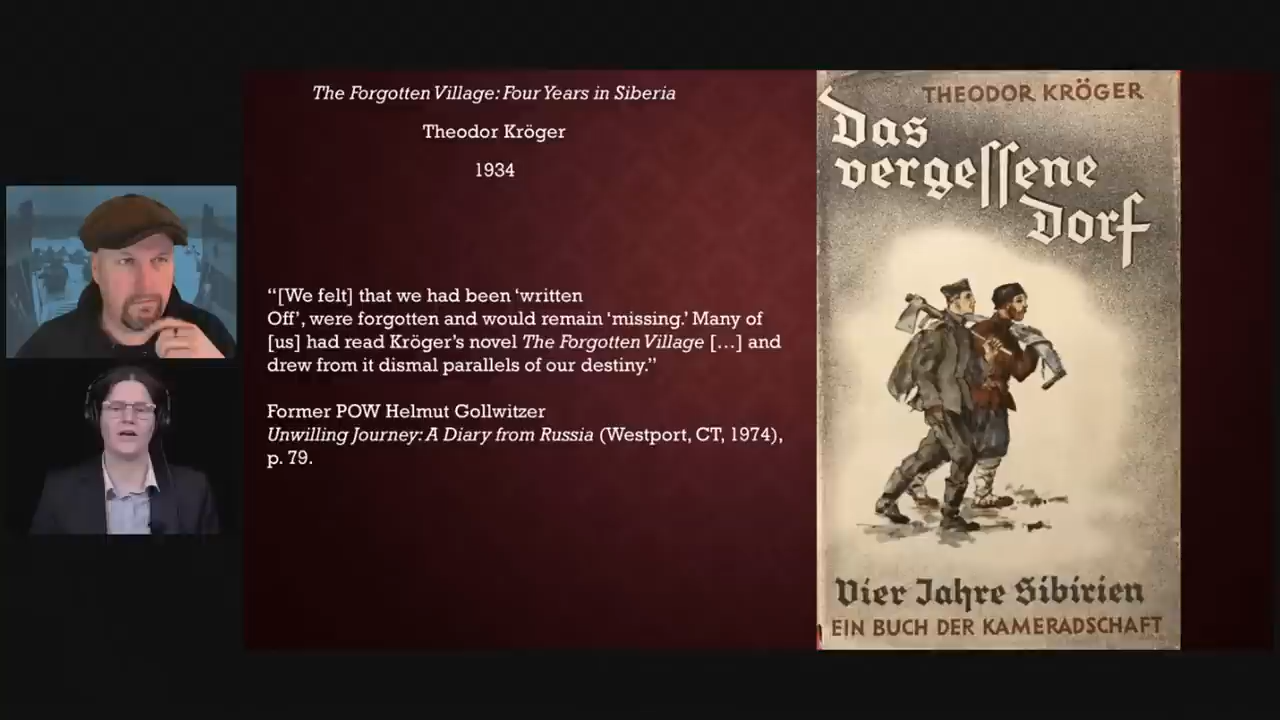 The Forgotten Village: Four Years in Siberia
Theodor Kröger
1934
“[We felt] that we had been ‘written
Off’, were forgotten and would remain ‘missing.’ Many of
[us] had read Kröger’s novel The Forgotten Village […] and
drew from it dismal parallels of our destiny.”
Former POW Helmut Gollwitzer
Unwilling Journey: A Diary from Russia (Westport, CT, 1974),
p. 79.
THEODOR KRÖGER
Das
vergessene
Dorf
Vier Jahre Sibirien
EIN BUCH DER KAMERADSCHAFT